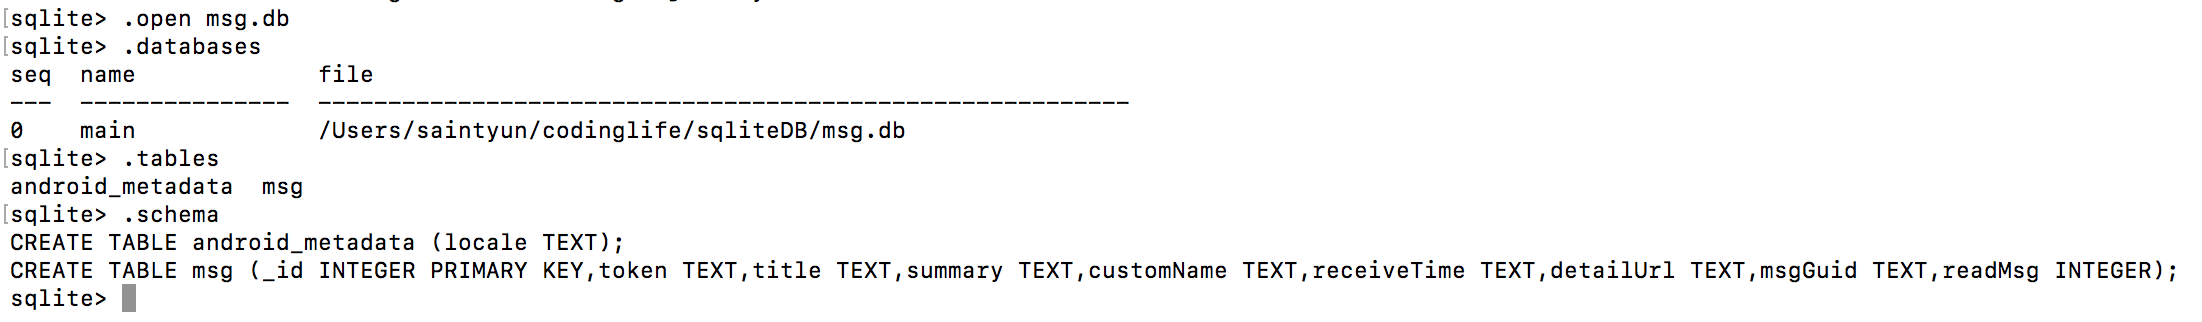 [sqlite> .open msg.db
[sqlite> .databases
seq  name             file
---  ---------------  ----------------------------------------------------------
0    main             /Users/saintyun/codinglife/sqliteDB/msg.db
[sqlite> .tables
android_metadata  msg
[sqlite> .schema
CREATE TABLE android_metadata (locale TEXT);
CREATE TABLE msg (_id INTEGER PRIMARY KEY,token TEXT,title TEXT,summary TEXT,customName TEXT,receiveTime TEXT,detailUrl TEXT,msgGuid TEXT,readMsg INTEGER);
sqlite>